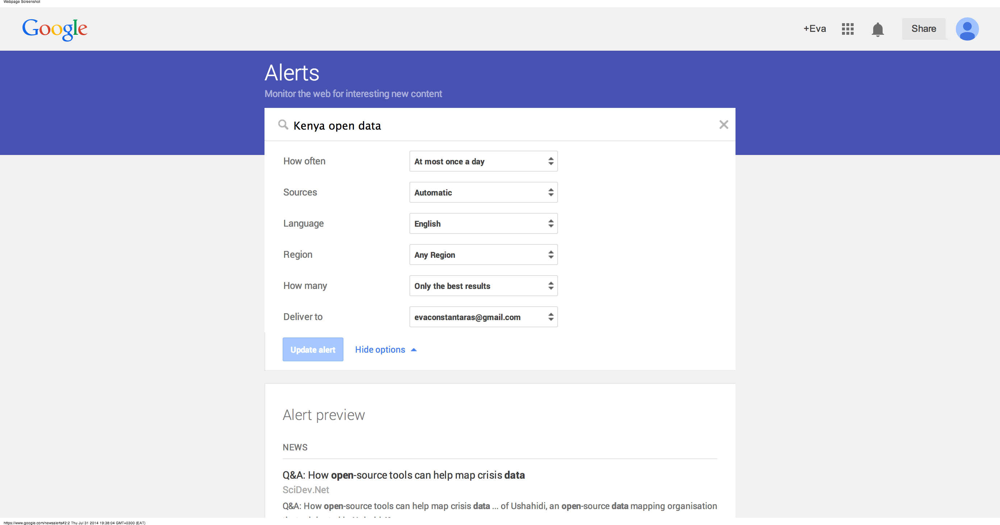 Webpage Screenshot
Google
+Eva
Share
Alerts
Monitor the web for interesting new content
Kenya open data
How often
At most once a day
Sources
Automatic
Language
English
Region
Any Region
How many
Only the best results
Deliver to
evaconstantaras@gmail.com
Update alert
Hide options
Alert preview
NEWS
Q&A: How open-source tools can help map crisis data
SciDev.Net
Q&A: How open-source tools can help map crisis data ... of Ushahidi, an open-source data mapping organisation
https://www.google.com/newsalerts#2:2 Thu Jul 31 2014 19:38:04 GMT+0300 (EAT)